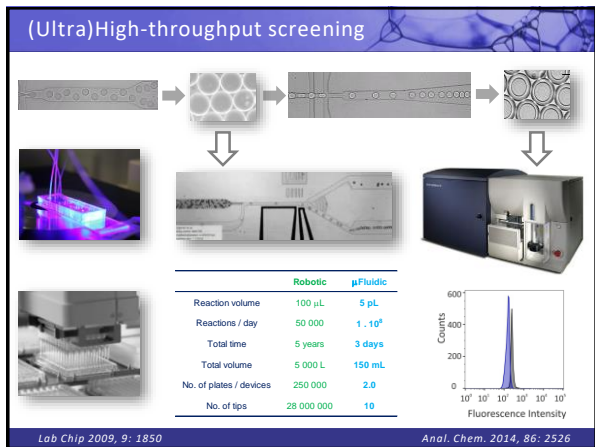 (Ultra)High-throughput screening
Robotic μFluidic
Reaction volume 100 μL 5 pL
Reactions / day 50 000 1 . 10⁸
Total time 5 years 3 days
Total volume 5 000 L 150 mL
No. of plates / devices 250 000 2.0
No. of tips 28 000 000 10
600
400
200
0
Counts
10⁰ 10¹ 10² 10³ 10⁴ 10⁵
Fluorescence Intensity
Lab Chip 2009, 9: 1850 Anal. Chem. 2014, 86: 2526